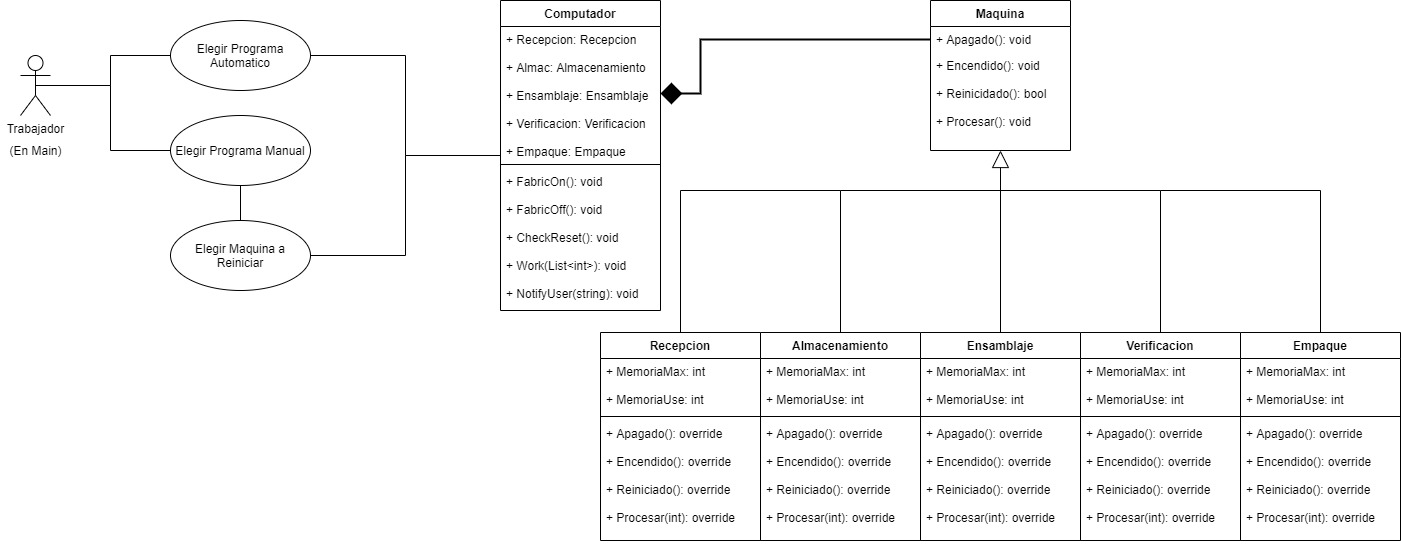 Trabajador
(En Main)
Elegir Programa
Automatico
Elegir Programa Manual
Elegir Maquina a
Reiniciar
Computador
+ Recepcion: Recepcion
+ Almac: Almacenamiento
+ Ensamblaje: Ensamblaje
+ Verificacion: Verificacion
+ Empaque: Empaque
+ FabricOn(): void
+ FabricOff(): void
+ CheckReset(): void
+ Work(List<int>): void
+ NotifyUser(string): void
Maquina
+ Apagado(): void
+ Encendido(): void
+ Reinicidado(): bool
+ Procesar(): void
Recepcion
+ MemoriaMax: int
+ MemoriaUse: int
+ Apagado(): override
+ Encendido(): override
+ Reiniciado(): override
+ Procesar(int): override
Almacenamiento
+ MemoriaMax: int
+ MemoriaUse: int
+ Apagado(): override
+ Encendido(): override
+ Reiniciado(): override
+ Procesar(int): override
Ensamblaje
+ MemoriaMax: int
+ MemoriaUse: int
+ Apagado(): override
+ Encendido(): override
+ Reiniciado(): override
+ Procesar(int): override
Verificacion
+ MemoriaMax: int
+ MemoriaUse: int
+ Apagado(): override
+ Encendido(): override
+ Reiniciado(): override
+ Procesar(int): override
Empaque
+ MemoriaMax: int
+ MemoriaUse: int
+ Apagado(): override
+ Encendido(): override
+ Reiniciado(): override
+ Procesar(int): override